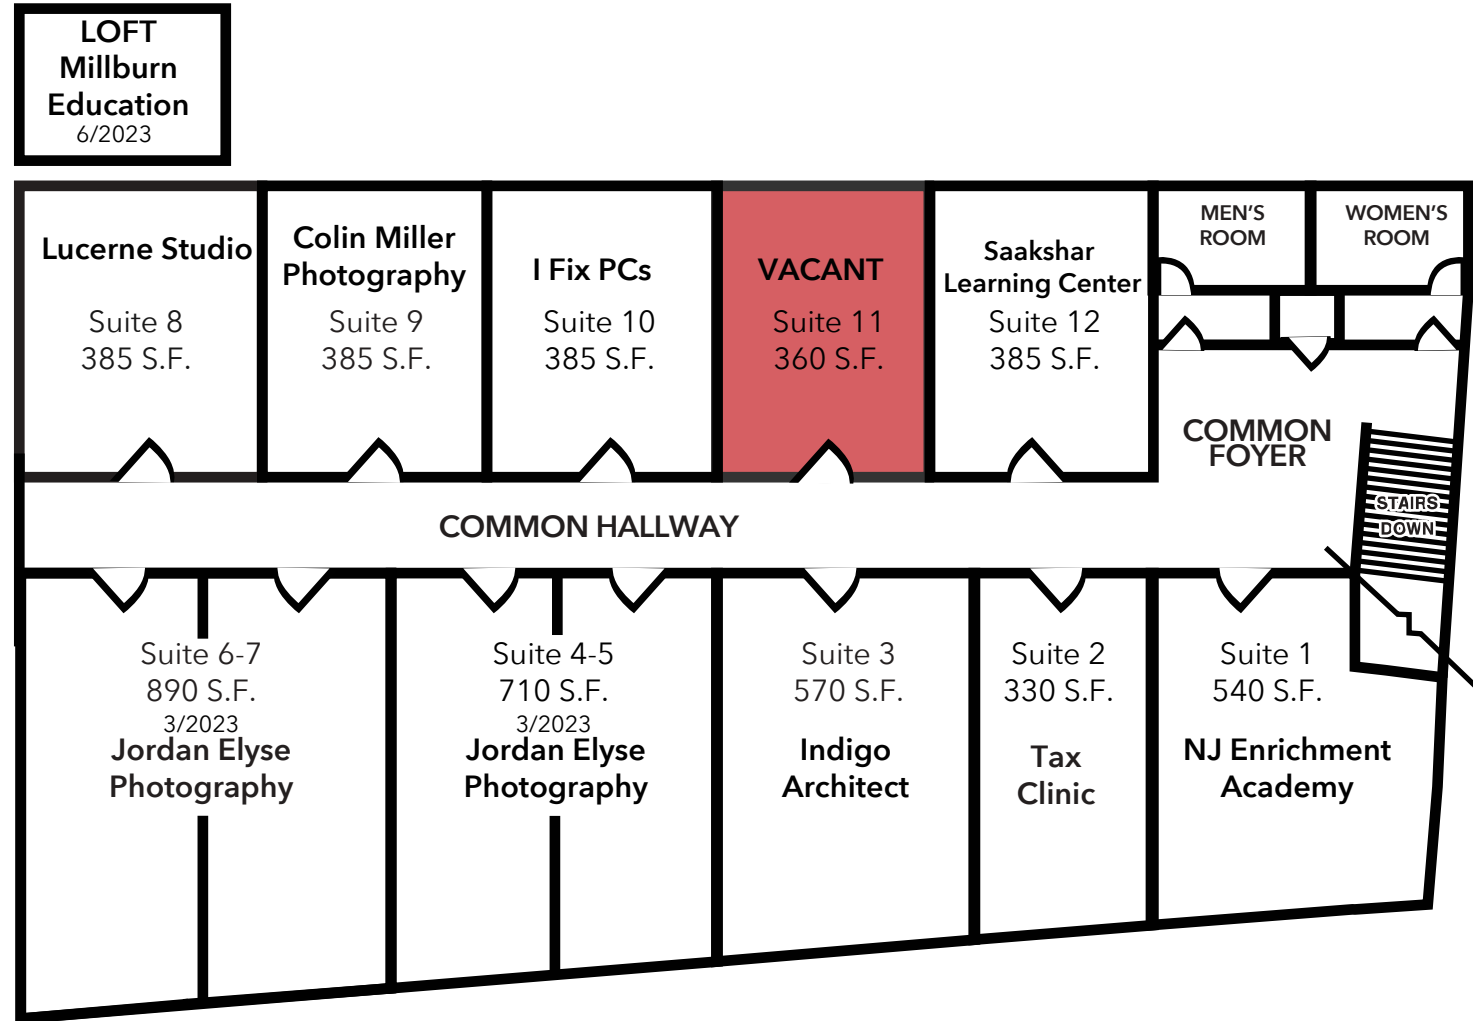 LOFT
Millburn
Education
6/2023
Lucerne Studio
Suite 8
385 S.F.
Colin Miller
Photography
Suite 9
385 S.F.
I Fix PCs
Suite 10
385 S.F.
VACANT
Suite 11
360 S.F.
Saakshar
Learning Center
Suite 12
385 S.F.
MEN'S
ROOM
WOMEN'S
ROOM
COMMON
FOYER
STAIRS
DOWN
COMMON HALLWAY
Suite 6-7
890 S.F.
3/2023
Jordan Elyse
Photography
Suite 4-5
710 S.F.
3/2023
Jordan Elyse
Photography
Suite 3
570 S.F.
Indigo
Architect
Suite 2
330 S.F.
Tax
Clinic
Suite 1
540 S.F.
NJ Enrichment
Academy